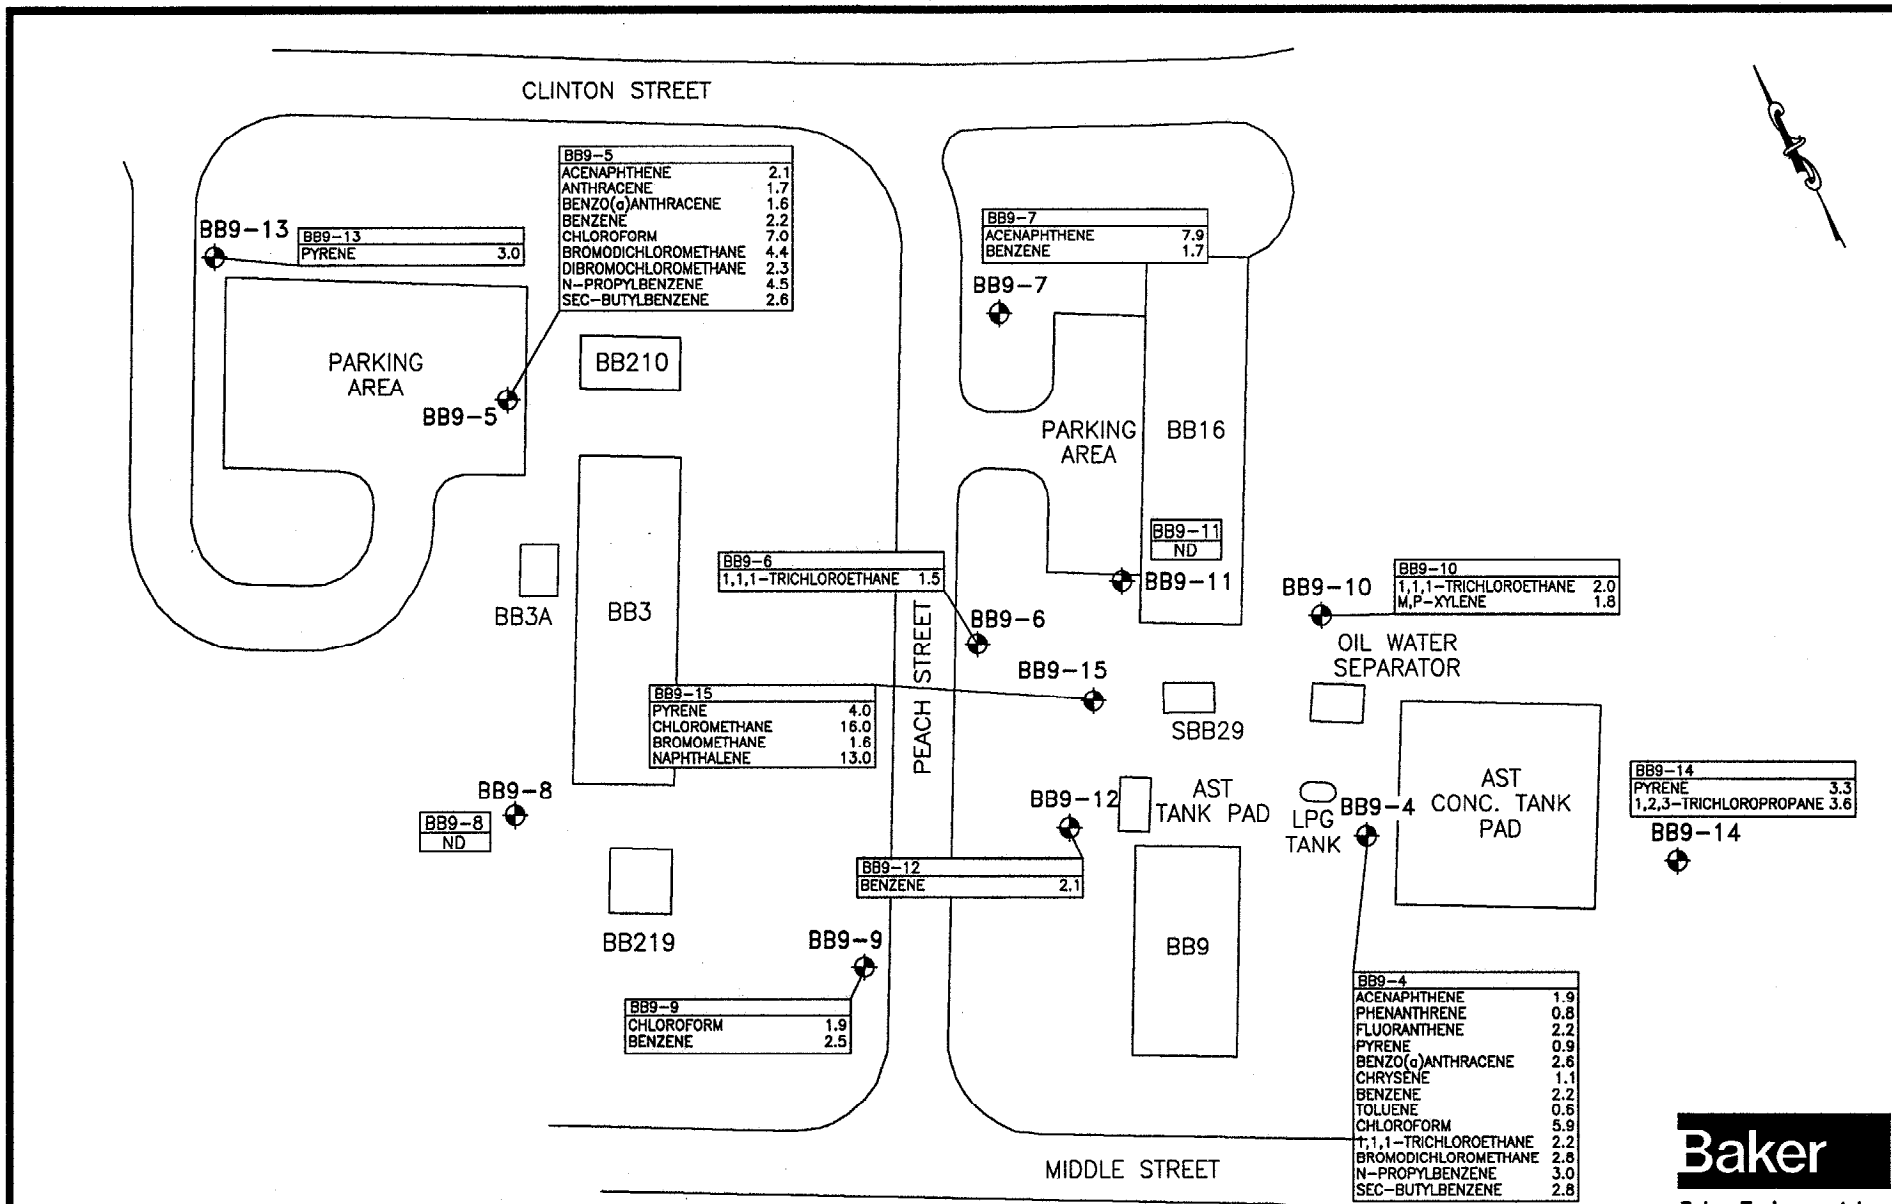 CLINTON STREET
BB9-5
ACENAPHTHENE 2.1
ANTHRACENE 1.7
BENZO(a)ANTHRACENE 1.6
BENZENE 2.2
CHLOROFORM 7.0
BROMODICHLOROMETHANE 4.4
DIBROMOCHLOROMETHANE 2.3
N-PROPYLBENZENE 4.5
SEC-BUTYLBENZENE 2.6
BB9-13
BB9-13
PYRENE 3.0
BB9-7
ACENAPHTHENE 7.9
BENZENE 1.7
BB9-7
PARKING
AREA
BB210
BB9-5
PARKING
AREA
BB16
BB9-11
ND
BB9-11
BB9-6
1,1,1-TRICHLOROETHANE 1.5
BB9-10
BB9-10
1,1,1-TRICHLOROETHANE 2.0
M,P-XYLENE 1.8
BB3A
BB3
BB9-6
PEACH STREET
OIL WATER
SEPARATOR
BB9-15
BB9-15
PYRENE 4.0
CHLOROMETHANE 16.0
BROMOMETHANE 1.6
NAPHTHALENE 13.0
SBB29
BB9-8
BB9-8
ND
BB9-12
AST
TANK PAD
LPG
TANK
BB9-4
AST
CONC. TANK
PAD
BB9-14
PYRENE 3.3
1,2,3-TRICHLOROPROPANE 3.6
BB9-14
BB9-12
BENZENE 2.1
BB219
BB9-9
BB9
BB9-9
CHLOROFORM 1.9
BENZENE 2.5
BB9-4
ACENAPHTHENE 1.9
PHENANTHRENE 0.8
FLUORANTHENE 2.2
PYRENE 0.9
BENZO(a)ANTHRACENE 2.6
CHRYSENE 1.1
BENZENE 2.2
TOLUENE 0.6
CHLOROFORM 5.9
1,1,1-TRICHLOROETHANE 2.2
BROMODICHLOROMETHANE 2.8
N-PROPYLBENZENE 3.0
SEC-BUTYLBENZENE 2.8
MIDDLE STREET
Baker